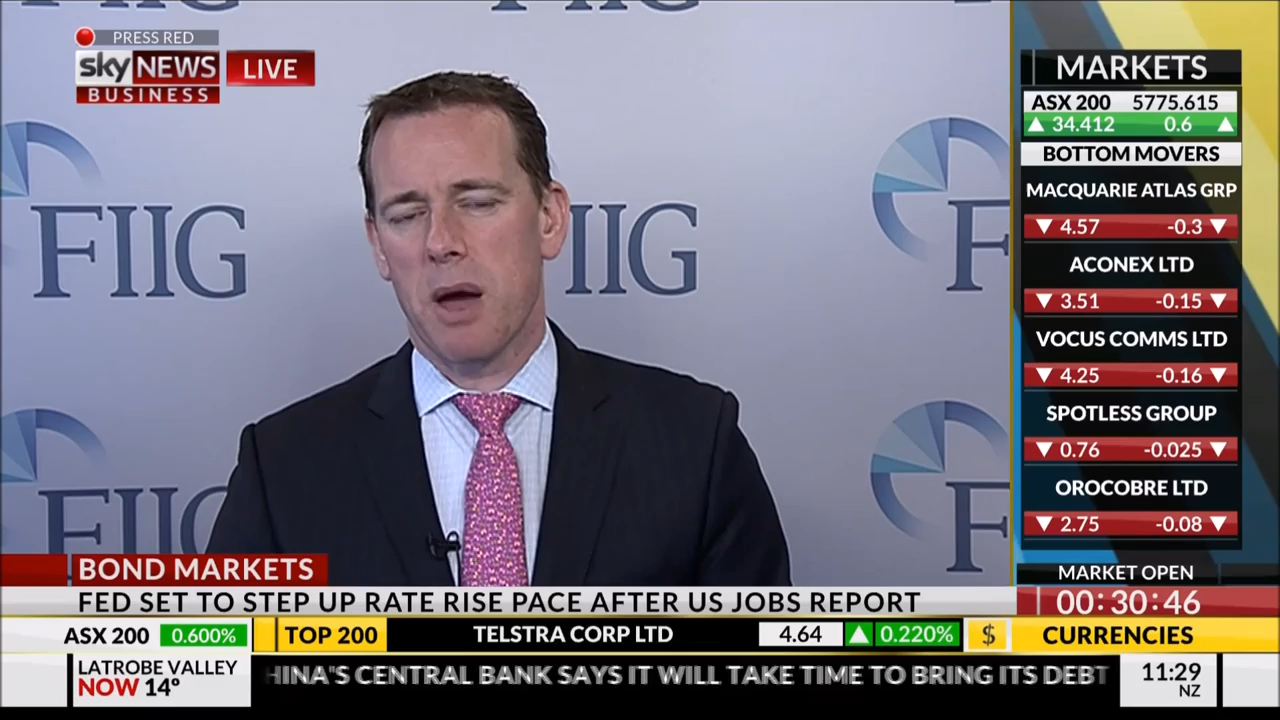 PRESS RED
sky NEWS
BUSINESS
LIVE
FIIG
FIIG
F
FIIG
F
MARKETS
ASX 200 5775.615
▲ 34.412 0.6 ▲
BOTTOM MOVERS
MACQUARIE ATLAS GRP
▼ 4.57 -0.3 ▼
ACONEX LTD
▼ 3.51 -0.15 ▼
VOCUS COMMS LTD
▼ 4.25 -0.16 ▼
SPOTLESS GROUP
▼ 0.76 -0.025 ▼
OROCOBRE LTD
▼ 2.75 -0.08 ▼
MARKET OPEN
00:30:46
BOND MARKETS
FED SET TO STEP UP RATE RISE PACE AFTER US JOBS REPORT
ASX 200 0.600% TOP 200 TELSTRA CORP LTD 4.64 ▲ 0.220% $ CURRENCIES
LATROBE VALLEY
NOW 14°
HINA'S CENTRAL BANK SAYS IT WILL TAKE TIME TO BRING ITS DEBT
11:29
NZ